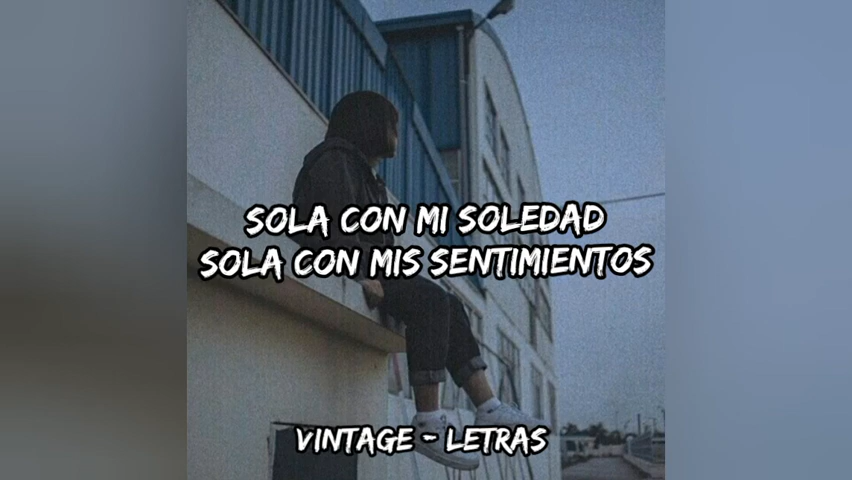 SOLA CON MI SOLEDAD
SOLA CON MIS SENTIMIENTOS
VINTAGE - LETRAS